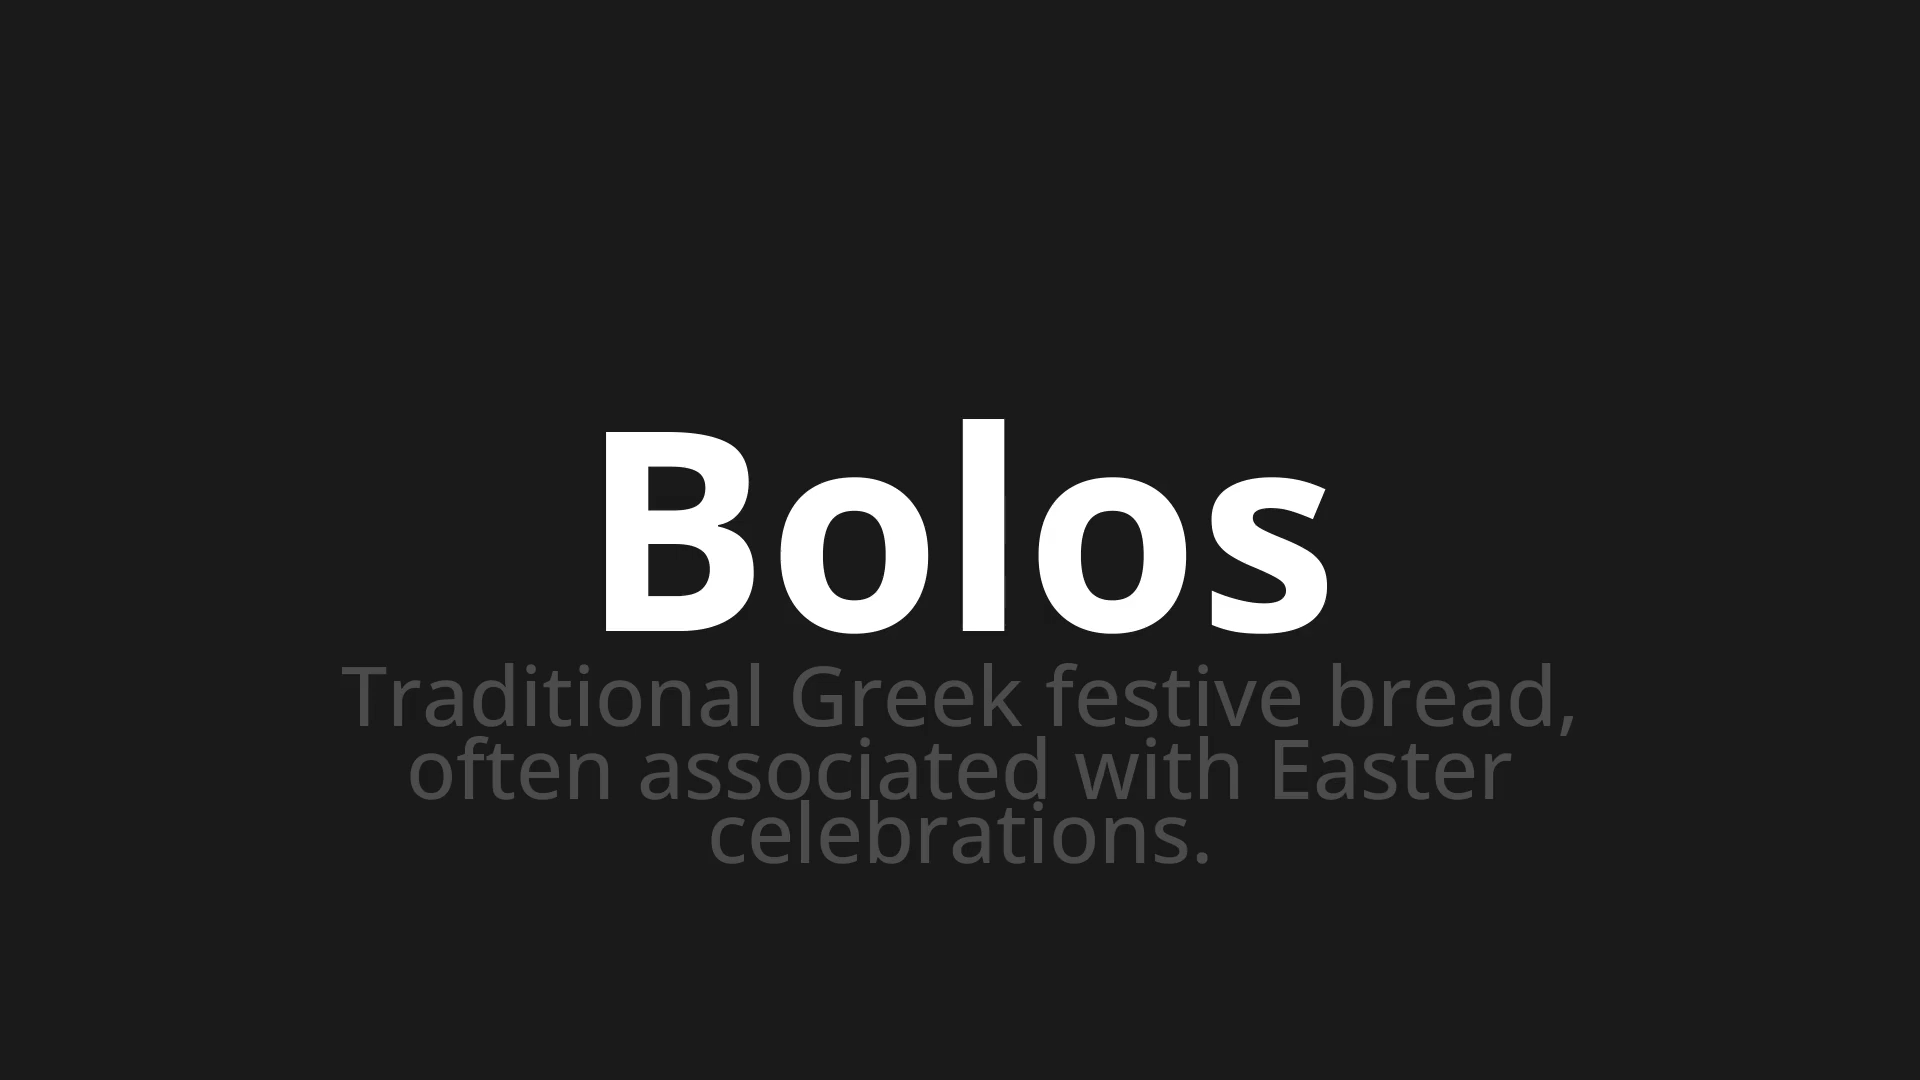 Bolos
Traditional Greek festive bread,
often associated with Easter
celebrations.